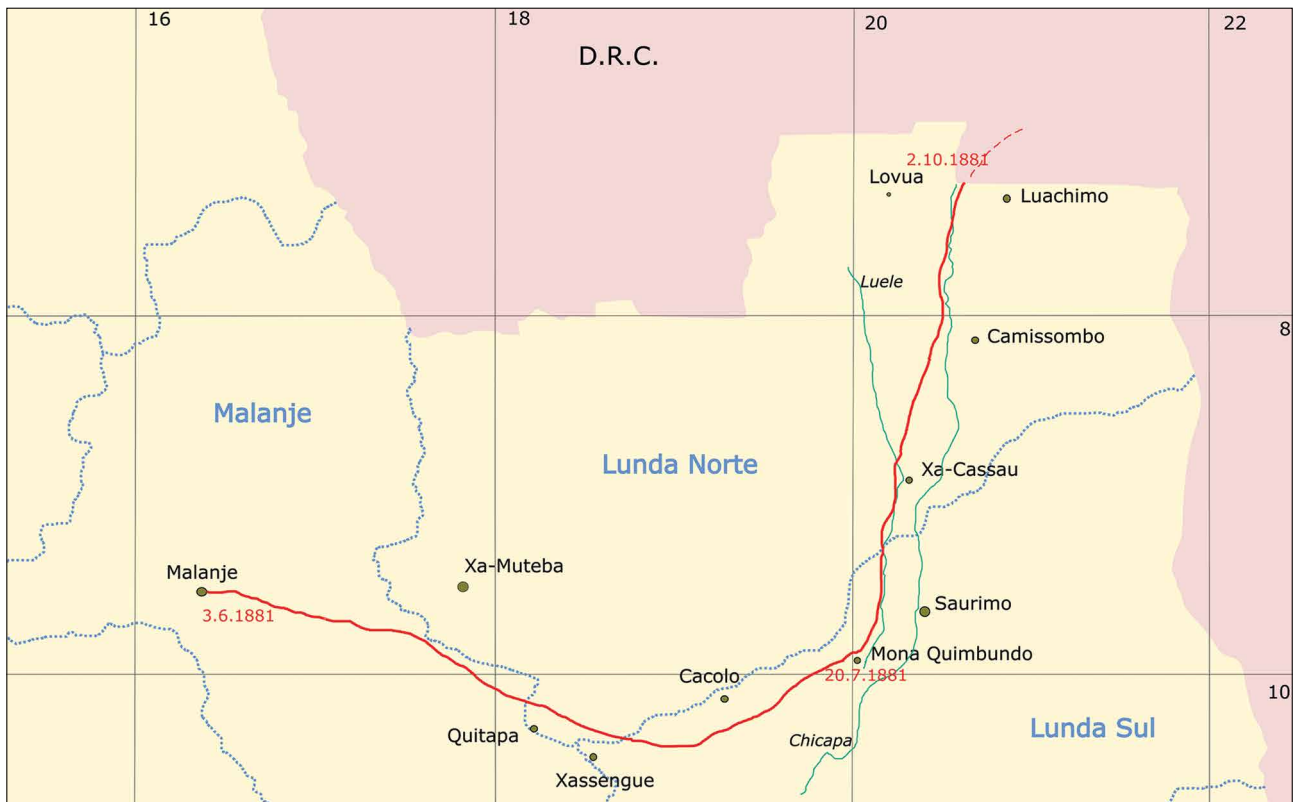 16
18
20
22
D.R.C.
2.10.1881
Lovua
Luachimo
Luele
8
Camissombo
Malanje
Lunda Norte
Xa-Cassau
Xa-Muteba
Malanje
3.6.1881
Saurimo
Mona Quimbundo
20.7.1881
Cacolo
10
Quitapa
Chicapa
Lunda Sul
Xassengue